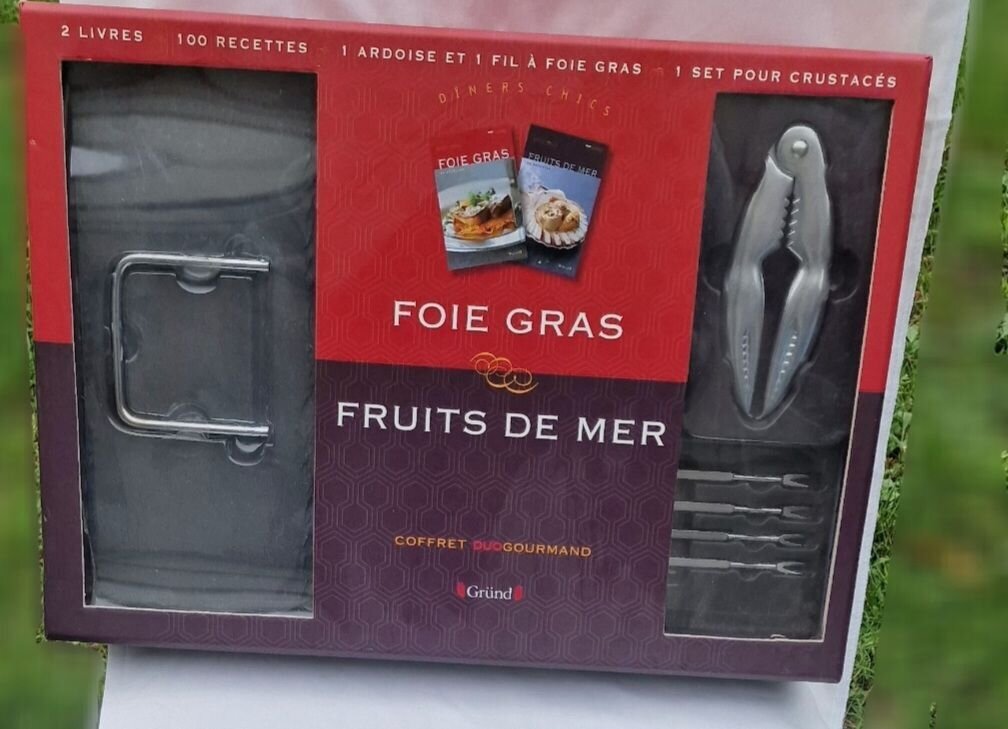 2 LIVRES 100 RECETTES 1 ARDOISE ET 1 FIL À FOIE GRAS 1 SET POUR CRUSTACÉS
DÎNERS CHICS
FOIE GRAS
FRUITS DE MER
FOIE GRAS
FRUITS DE MER
COFFRET DUOGOURMAND
Gründ